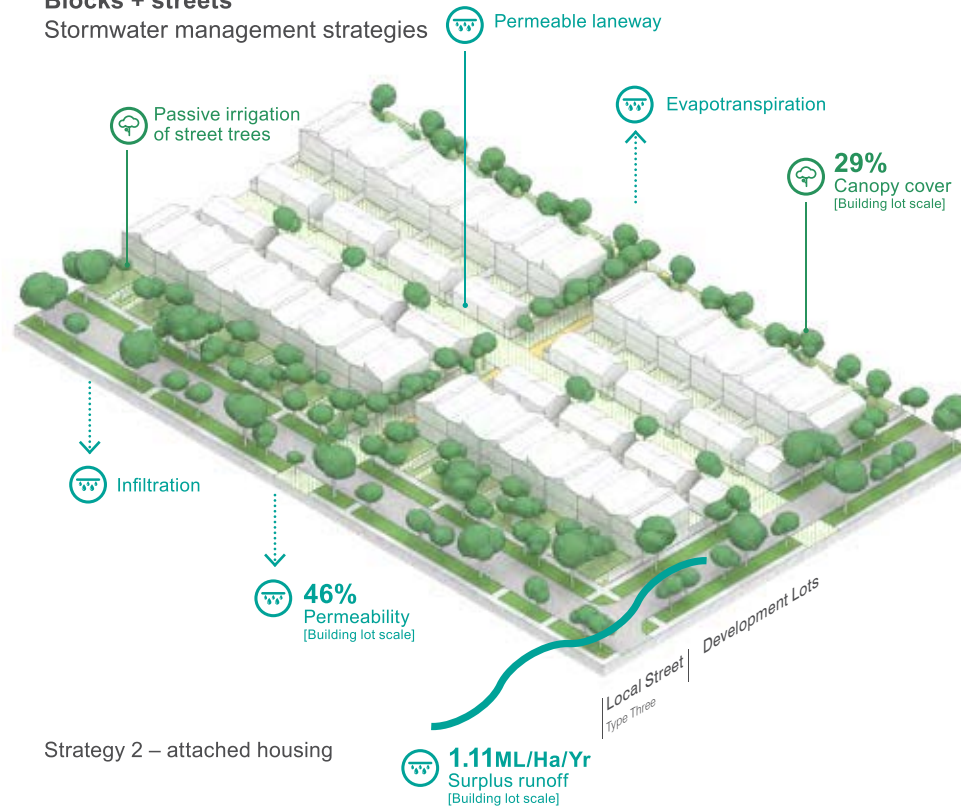 Blocks + streets
Stormwater management strategies
Permeable laneway
Evapotranspiration
Passive irrigation
of street trees
29%
Canopy cover
[Building lot scale]
Infiltration
46%
Permeability
[Building lot scale]
Development Lots
Local Street
Type Three
Strategy 2 – attached housing
1.11ML/Ha/Yr
Surplus runoff
[Building lot scale]